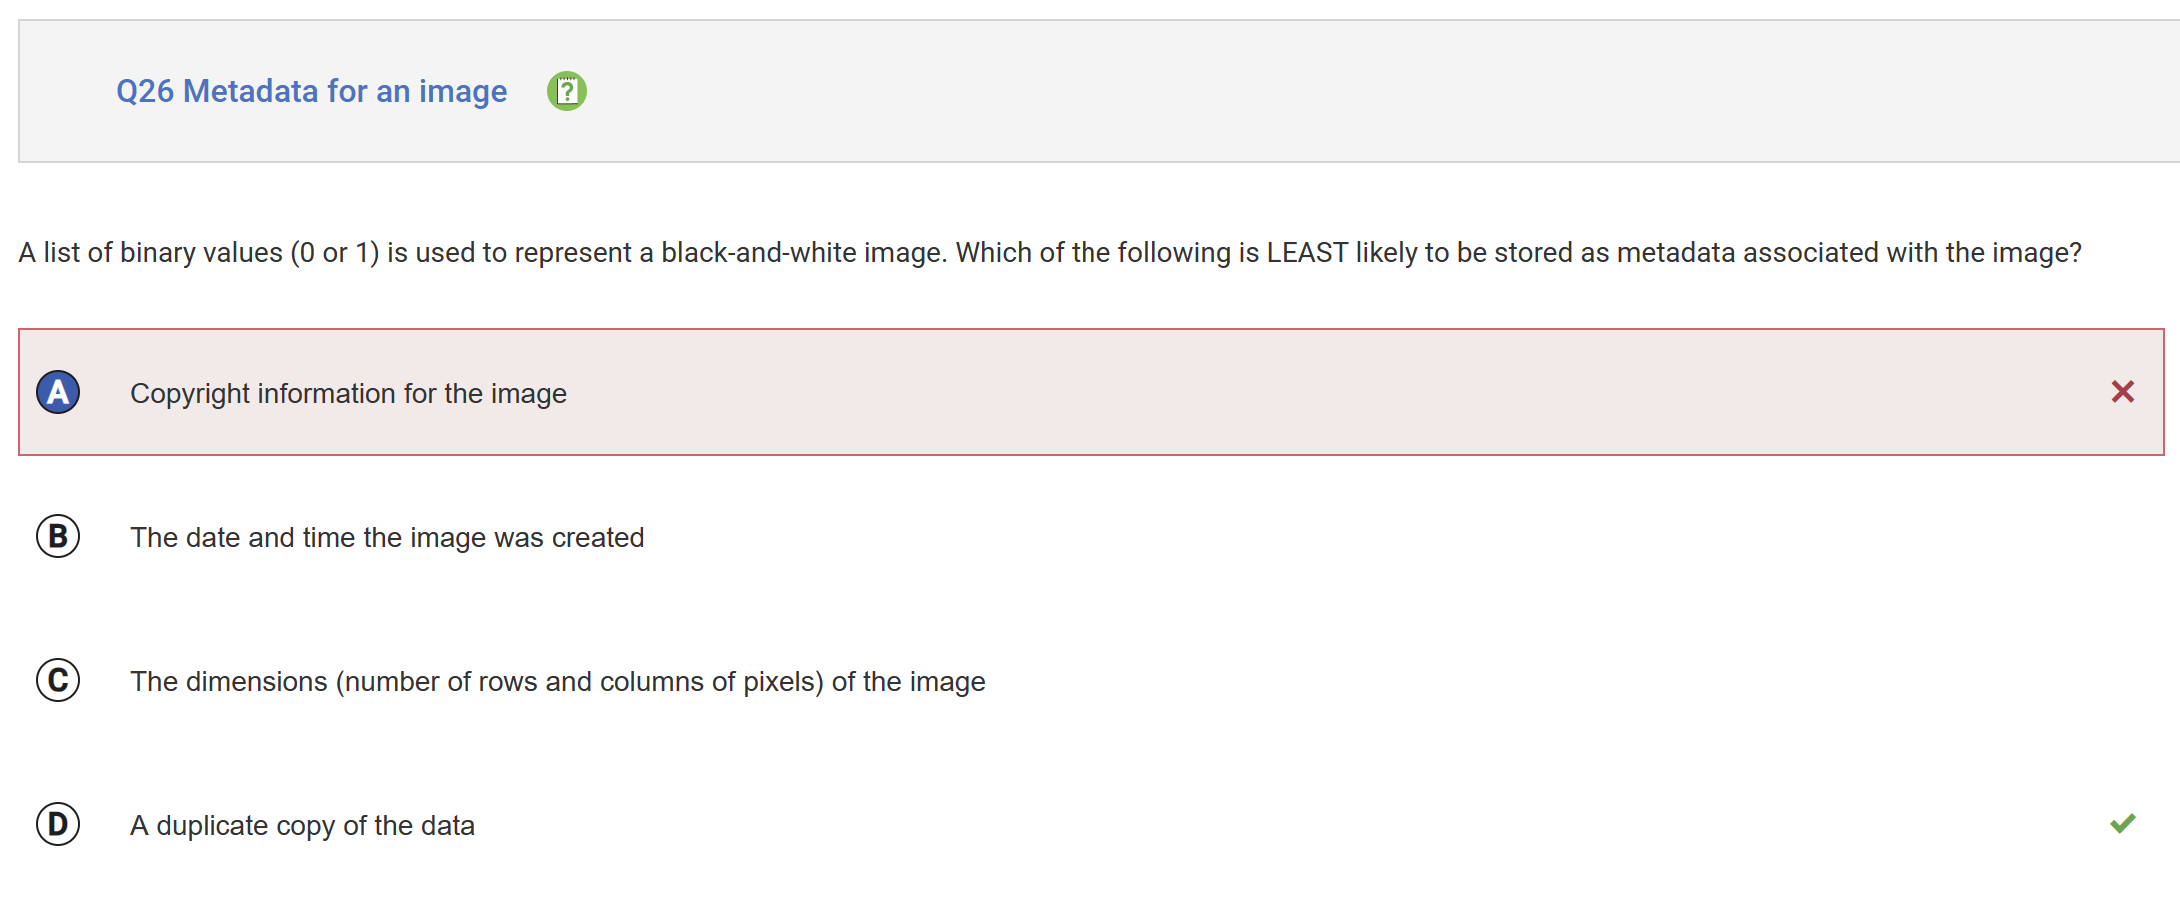 Q26 Metadata for an image
A list of binary values (0 or 1) is used to represent a black-and-white image. Which of the following is LEAST likely to be stored as metadata associated with the image?
A Copyright information for the image
B The date and time the image was created
C The dimensions (number of rows and columns of pixels) of the image
D A duplicate copy of the data